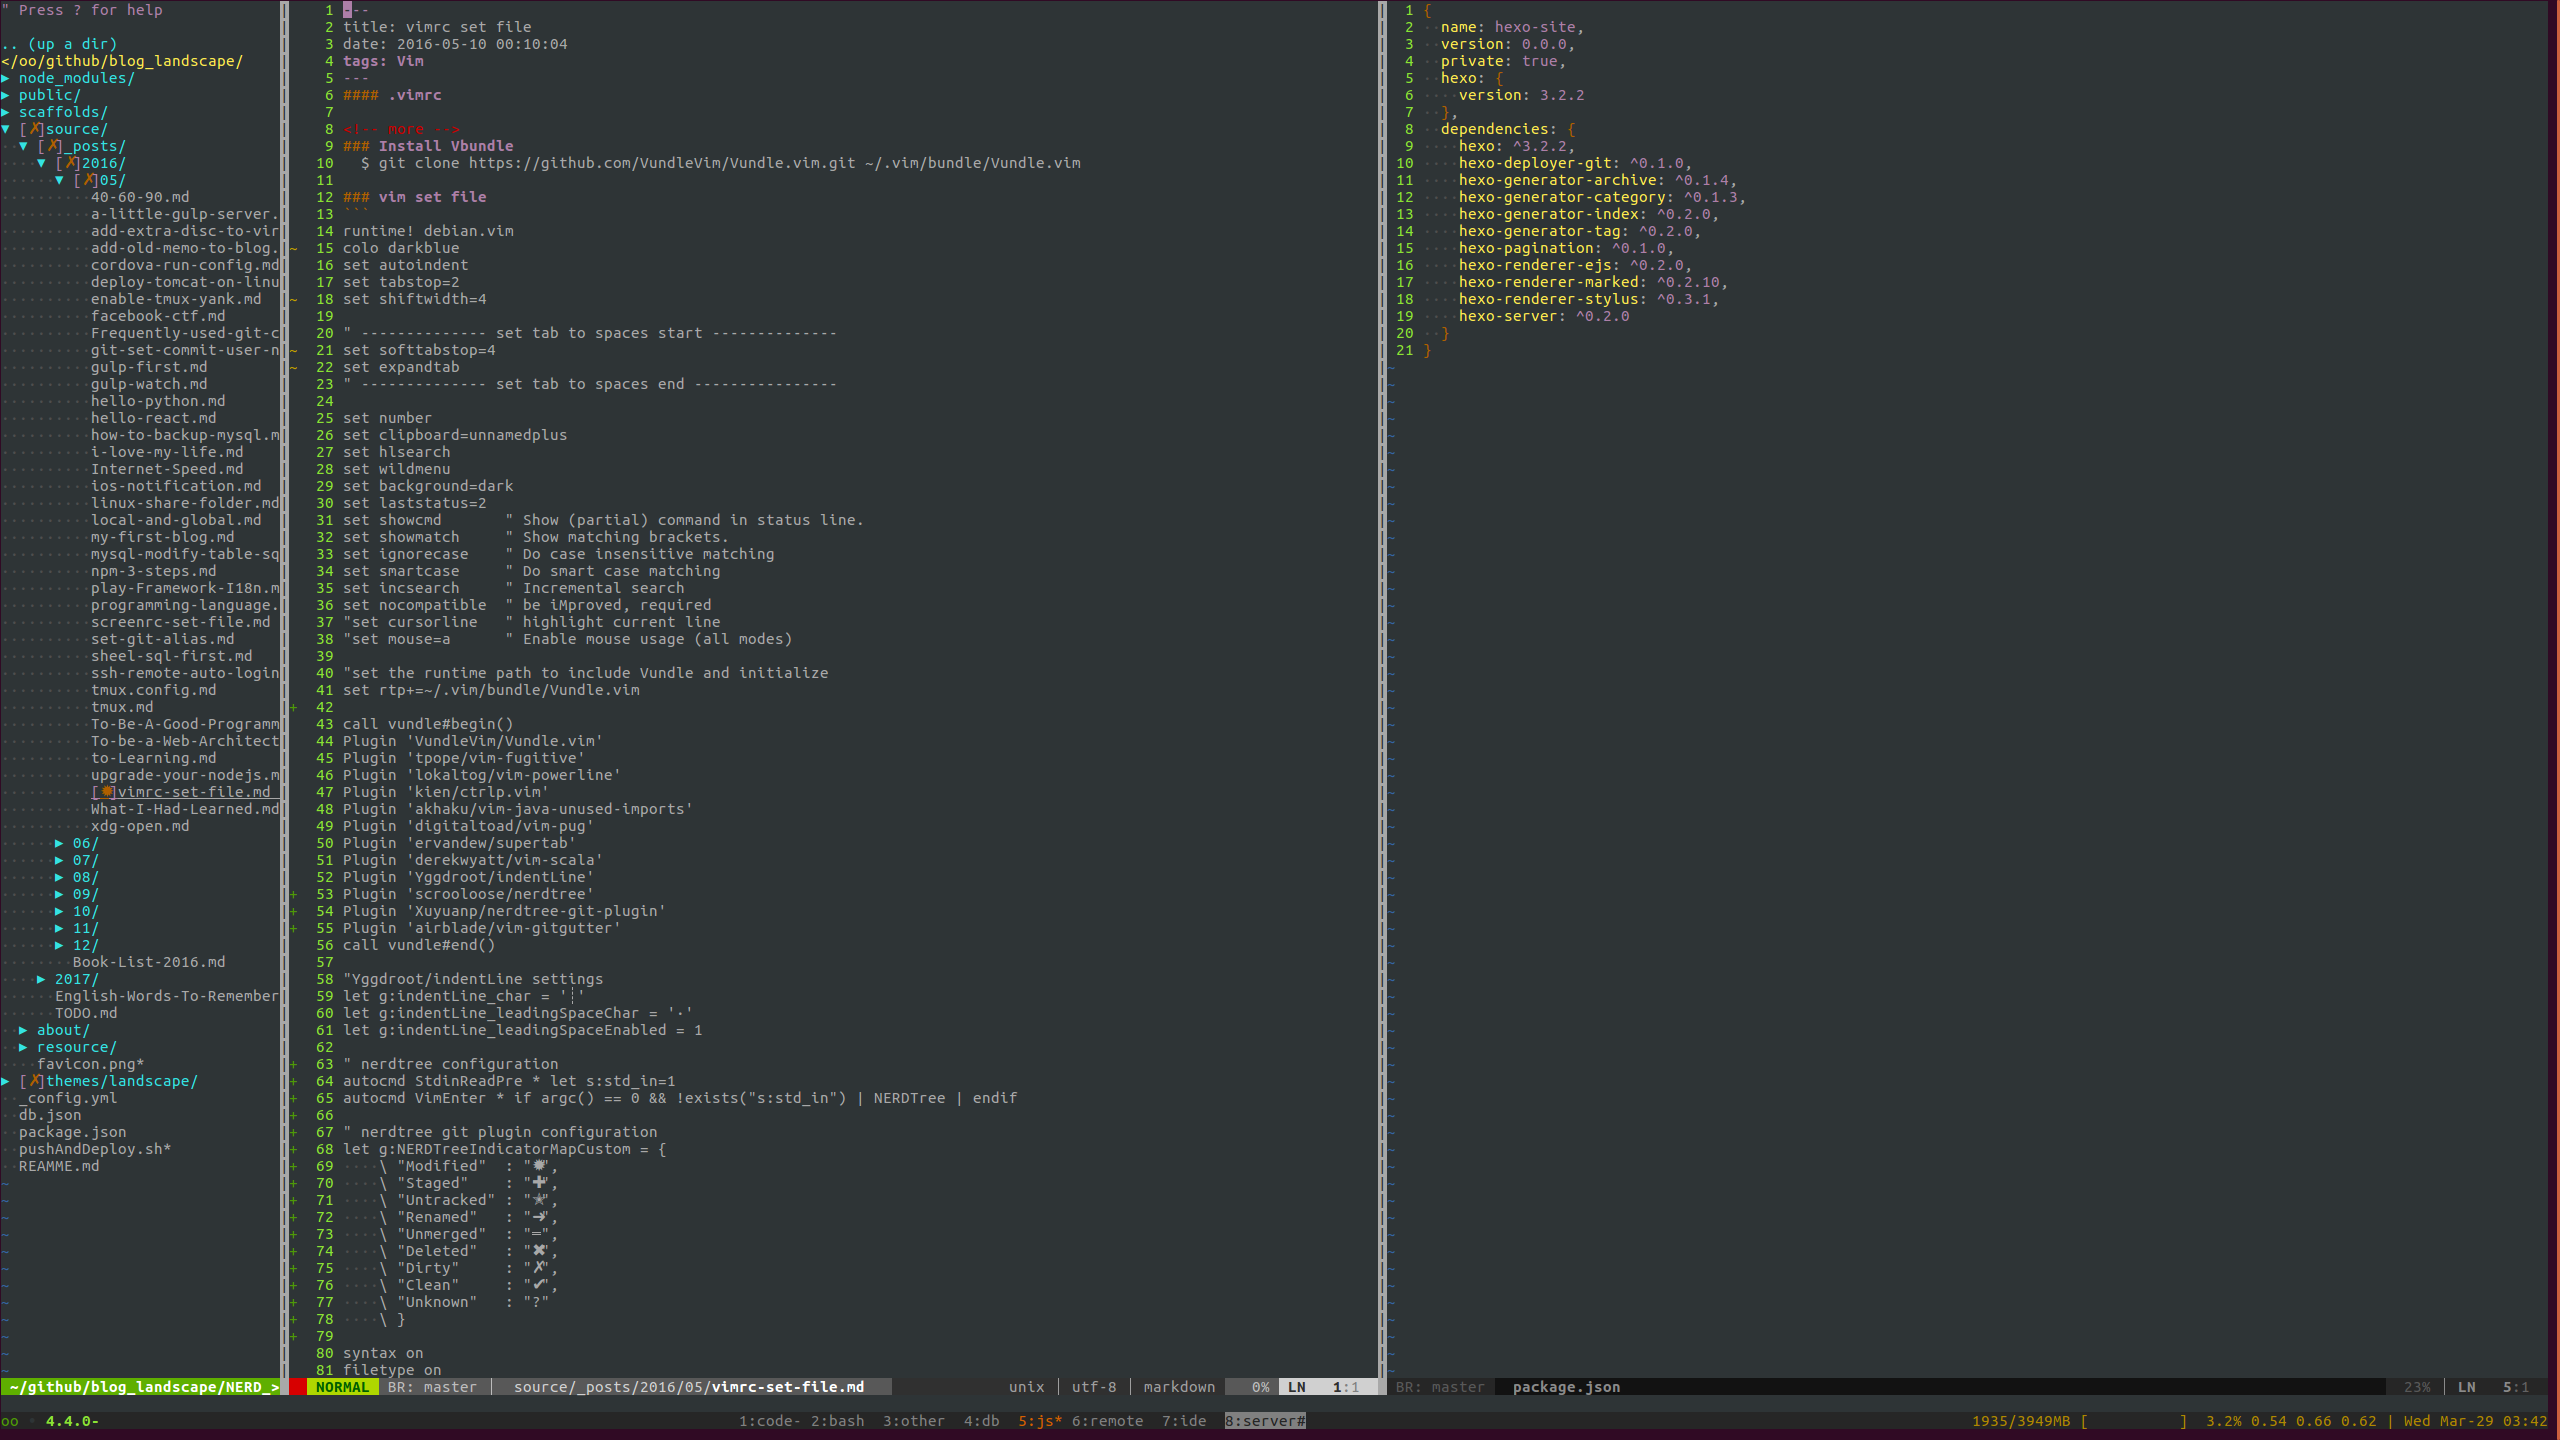 " Press ? for help
.. (up a dir)
</oo/github/blog_landscape/
▶ node_modules/
▶ public/
▶ scaffolds/
▼ [✗]source/
▼ [✗]_posts/
▼ [✗]2016/
▼ [✗]05/
40-60-90.md
a-little-gulp-server.
add-extra-disc-to-vir
add-old-memo-to-blog.
cordova-run-config.md
deploy-tomcat-on-linu
enable-tmux-yank.md
facebook-ctf.md
Frequently-used-git-c
git-set-commit-user-n
gulp-first.md
gulp-watch.md
hello-python.md
hello-react.md
how-to-backup-mysql.m
i-love-my-life.md
Internet-Speed.md
ios-notification.md
linux-share-folder.md
local-and-global.md
my-first-blog.md
mysql-modify-table-sq
npm-3-steps.md
play-Framework-I18n.m
programming-language.
screenrc-set-file.md
set-git-alias.md
sheel-sql-first.md
ssh-remote-auto-login
tmux.config.md
tmux.md
To-Be-A-Good-Programm
To-be-a-Web-Architect
to-Learning.md
upgrade-your-nodejs.m
[✹]vimrc-set-file.md
What-I-Had-Learned.md
xdg-open.md
▶ 06/
▶ 07/
▶ 08/
▶ 09/
▶ 10/
▶ 11/
▶ 12/
Book-List-2016.md
▶ 2017/
English-Words-To-Remember
TODO.md
▶ about/
▶ resource/
favicon.png*
▶ [✗]themes/landscape/
_config.yml
db.json
package.json
pushAndDeploy.sh*
REAMME.md
~/github/blog_landscape/NERD_>
1 ---
2 title: vimrc set file
3 date: 2016-05-10 00:10:04
4 tags: Vim
5 ---
6 #### .vimrc
7
8 <!-- more -->
9 ### Install Vbundle
10   $ git clone https://github.com/VundleVim/Vundle.vim.git ~/.vim/bundle/Vundle.vim
11
12 ### vim set file
13 ```
14 runtime! debian.vim
~ 15 colo darkblue
16 set autoindent
17 set tabstop=2
~ 18 set shiftwidth=4
19
20 " -------------- set tab to spaces start --------------
~ 21 set softtabstop=4
~ 22 set expandtab
23 " -------------- set tab to spaces end ----------------
24
25 set number
26 set clipboard=unnamedplus
27 set hlsearch
28 set wildmenu
29 set background=dark
30 set laststatus=2
31 set showcmd       " Show (partial) command in status line.
32 set showmatch     " Show matching brackets.
33 set ignorecase    " Do case insensitive matching
34 set smartcase     " Do smart case matching
35 set incsearch     " Incremental search
36 set nocompatible  " be iMproved, required
37 "set cursorline   " highlight current line
38 "set mouse=a      " Enable mouse usage (all modes)
39
40 "set the runtime path to include Vundle and initialize
41 set rtp+=~/.vim/bundle/Vundle.vim
+ 42
43 call vundle#begin()
44 Plugin 'VundleVim/Vundle.vim'
45 Plugin 'tpope/vim-fugitive'
46 Plugin 'lokaltog/vim-powerline'
47 Plugin 'kien/ctrlp.vim'
48 Plugin 'akhaku/vim-java-unused-imports'
49 Plugin 'digitaltoad/vim-pug'
50 Plugin 'ervandew/supertab'
51 Plugin 'derekwyatt/vim-scala'
52 Plugin 'Yggdroot/indentLine'
+ 53 Plugin 'scrooloose/nerdtree'
+ 54 Plugin 'Xuyuanp/nerdtree-git-plugin'
+ 55 Plugin 'airblade/vim-gitgutter'
56 call vundle#end()
57
58 "Yggdroot/indentLine settings
59 let g:indentLine_char = '┊'
60 let g:indentLine_leadingSpaceChar = '·'
61 let g:indentLine_leadingSpaceEnabled = 1
62
+ 63 " nerdtree configuration
+ 64 autocmd StdinReadPre * let s:std_in=1
+ 65 autocmd VimEnter * if argc() == 0 && !exists("s:std_in") | NERDTree | endif
+ 66
+ 67 " nerdtree git plugin configuration
+ 68 let g:NERDTreeIndicatorMapCustom = {
+ 69 ····\ "Modified"  : "✹",
+ 70 ····\ "Staged"    : "✚",
+ 71 ····\ "Untracked" : "✭",
+ 72 ····\ "Renamed"   : "➜",
+ 73 ····\ "Unmerged"  : "═",
+ 74 ····\ "Deleted"   : "✖",
+ 75 ····\ "Dirty"     : "✗",
+ 76 ····\ "Clean"     : "✔",
+ 77 ····\ "Unknown"   : "?"
+ 78 ····\ }
+ 79
80 syntax on
81 filetype on
NORMAL BR: master | source/_posts/2016/05/vimrc-set-file.md unix | utf-8 | markdown 0% LN 1:1
1 {
2 ··name: hexo-site,
3 ··version: 0.0.0,
4 ··private: true,
5 ··hexo: {
6 ····version: 3.2.2
7 ··},
8 ··dependencies: {
9 ····hexo: ^3.2.2,
10 ····hexo-deployer-git: ^0.1.0,
11 ····hexo-generator-archive: ^0.1.4,
12 ····hexo-generator-category: ^0.1.3,
13 ····hexo-generator-index: ^0.2.0,
14 ····hexo-generator-tag: ^0.2.0,
15 ····hexo-pagination: ^0.1.0,
16 ····hexo-renderer-ejs: ^0.2.0,
17 ····hexo-renderer-marked: ^0.2.10,
18 ····hexo-renderer-stylus: ^0.3.1,
19 ····hexo-server: ^0.2.0
20 ··}
21 }
BR: master package.json 23% | LN 5:1
oo 4.4.0- 1:code- 2:bash 3:other 4:db 5:js* 6:remote 7:ide 8:server# 1935/3949MB [ ] 3.2% 0.54 0.66 0.62 | Wed Mar-29 03:42